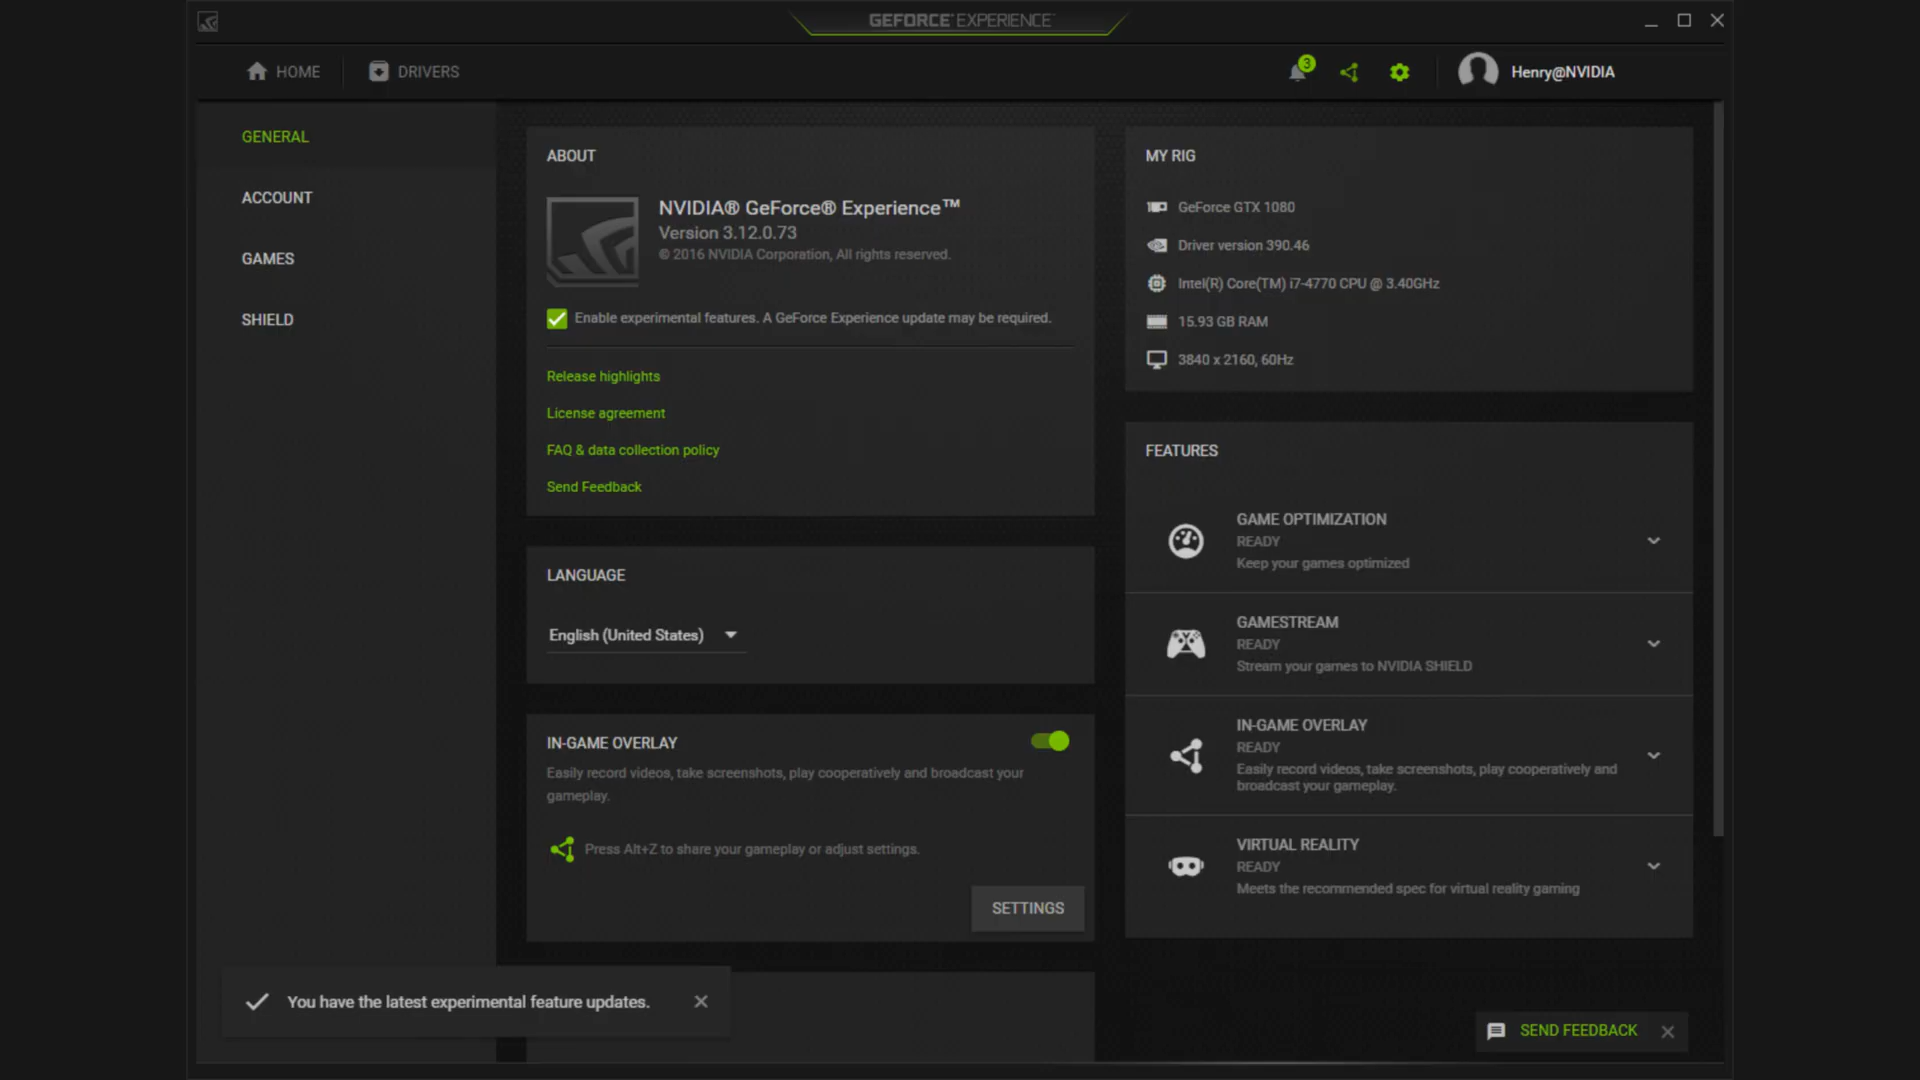 GEFORCE EXPERIENCE
HOME
DRIVERS
3
Henry@NVIDIA
GENERAL
ACCOUNT
GAMES
SHIELD
ABOUT
NVIDIA® GeForce® Experience™
Version 3.12.0.73
© 2016 NVIDIA Corporation, All rights reserved.
Enable experimental features. A GeForce Experience update may be required.
Release highlights
License agreement
FAQ & data collection policy
Send Feedback
LANGUAGE
English (United States)
IN-GAME OVERLAY
Easily record videos, take screenshots, play cooperatively and broadcast your
gameplay.
Press Alt+Z to share your gameplay or adjust settings.
SETTINGS
MY RIG
GeForce GTX 1080
Driver version 390.46
Intel(R) Core(TM) i7-4770 CPU @ 3.40GHz
15.93 GB RAM
3840 x 2160, 60Hz
FEATURES
GAME OPTIMIZATION
READY
Keep your games optimized
GAMESTREAM
READY
Stream your games to NVIDIA SHIELD
IN-GAME OVERLAY
READY
Easily record videos, take screenshots, play cooperatively and
broadcast your gameplay.
VIRTUAL REALITY
READY
Meets the recommended spec for virtual reality gaming
You have the latest experimental feature updates.
SEND FEEDBACK